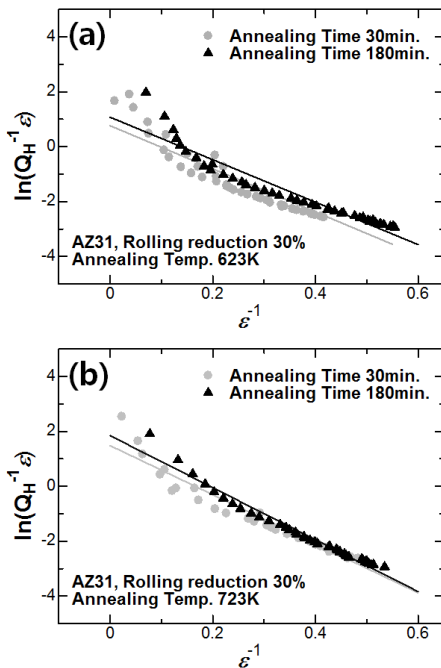 (a)
Annealing Time 30min.
Annealing Time 180min.
4
2
0
-2
-4
ln(Q_H^-1 ε)
AZ31, Rolling reduction 30%
Annealing Temp. 623K
0 0.2 0.4 0.6
ε^-1
(b)
Annealing Time 30min.
Annealing Time 180min.
4
2
0
-2
-4
ln(Q_H^-1 ε)
AZ31, Rolling reduction 30%
Annealing Temp. 723K
0 0.2 0.4 0.6
ε^-1